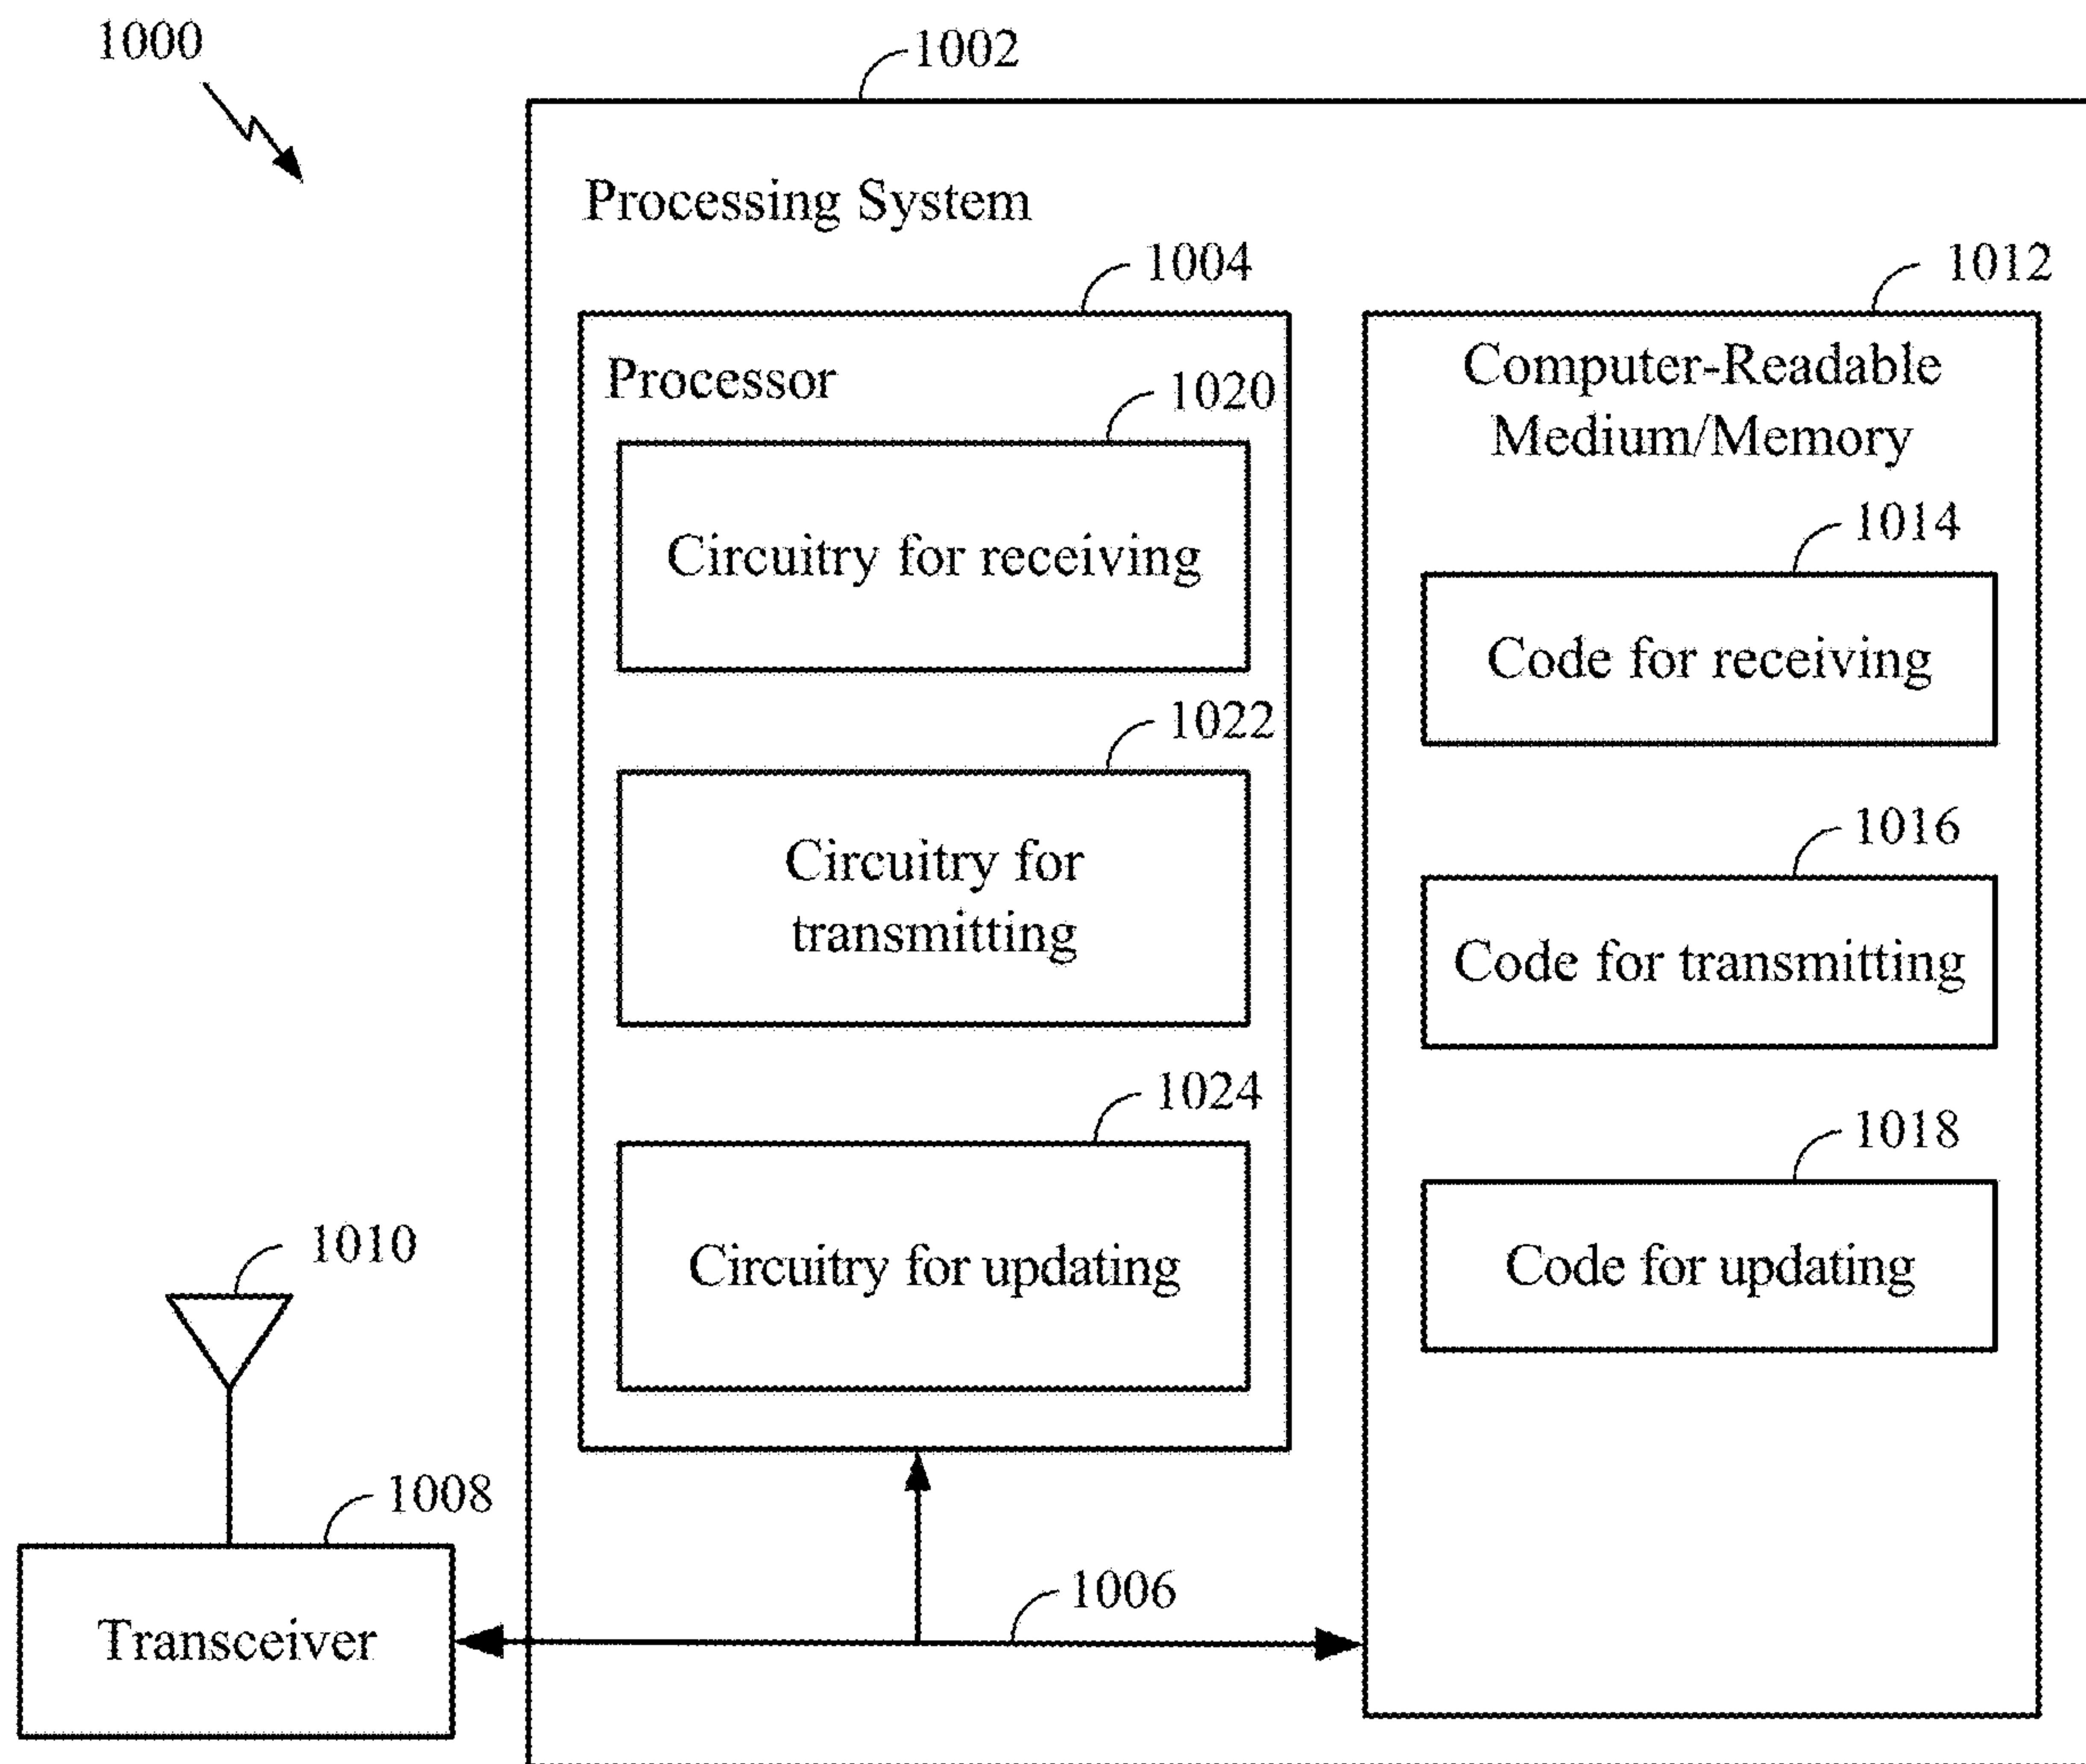 1000
1002
Processing System
1004
1012
Processor
1020
Circuitry for receiving
1022
Circuitry for
transmitting
1024
Circuitry for updating
Computer-Readable
Medium/Memory
1014
Code for receiving
1016
Code for transmitting
1018
Code for updating
1010
1008
Transceiver
1006